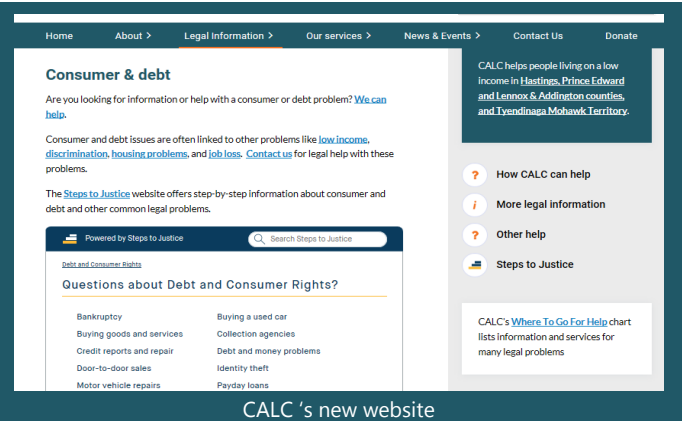 Home About > Legal Information > Our services > News & Events > Contact Us Donate
Consumer & debt
Are you looking for information or help with a consumer or debt problem? We can
help.
Consumer and debt issues are often linked to other problems like low income,
discrimination, housing problems, and job loss. Contact us for legal help with these
problems.
The Steps to Justice website offers step-by-step information about consumer and
debt and other common legal problems.
Powered by Steps to Justice Search Steps to Justice
Debt and Consumer Rights
Questions about Debt and Consumer Rights?
Bankruptcy Buying a used car
Buying goods and services Collection agencies
Credit reports and repair Debt and money problems
Door-to-door sales Identity theft
Motor vehicle repairs Payday loans
CALC helps people living on a low
income in Hastings, Prince Edward
and Lennox & Addington counties,
and Tyendinaga Mohawk Territory.
? How CALC can help
i More legal information
? Other help
Steps to Justice
CALC's Where To Go For Help chart
lists information and services for
many legal problems
CALC ‘s new website